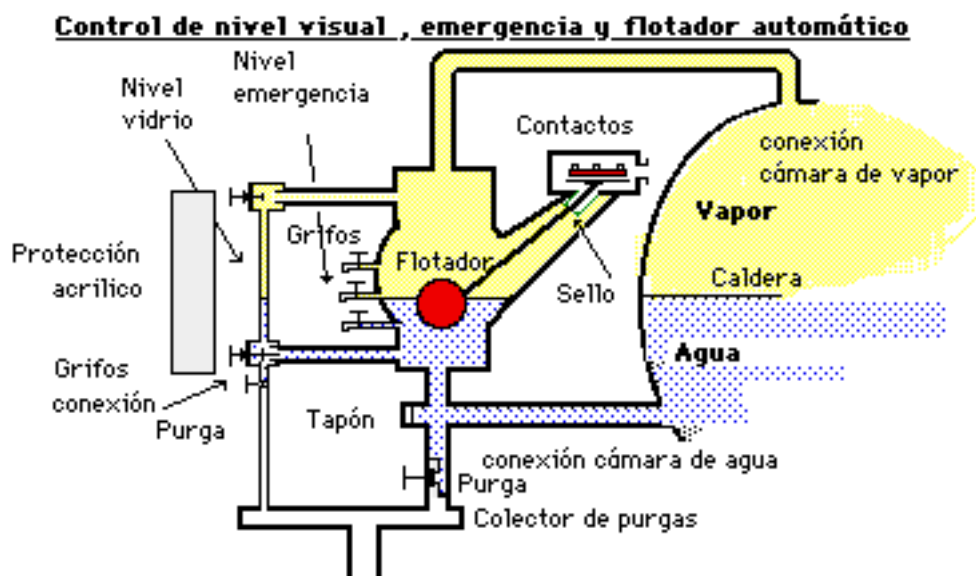 Control de nivel visual , emergencia y flotador automático
Nivel
emergencia
Nivel
vidrio
Contactos
conexión
cámara de vapor
Vapor
Grifos
Protección
acrílico
Flotador
Sello
Caldera
Agua
Grifos
conexión
Purga
Tapón
conexión cámara de agua
Purga
Colector de purgas